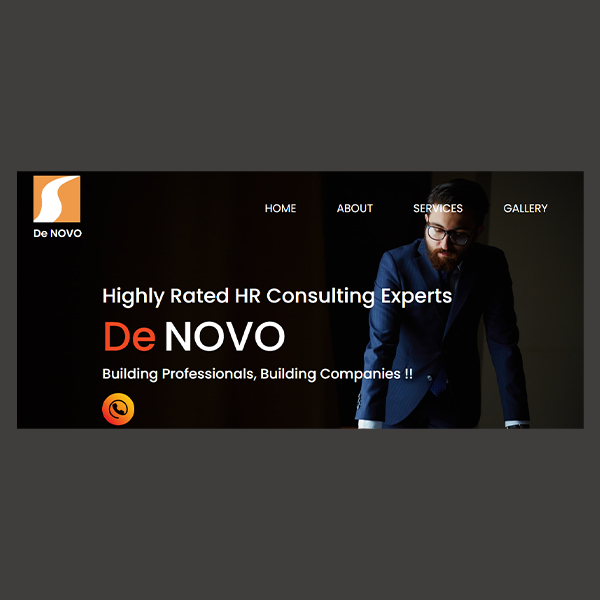 De NOVO
HOME ABOUT SERVICES GALLERY
Highly Rated HR Consulting Experts
De NOVO
Building Professionals, Building Companies !!